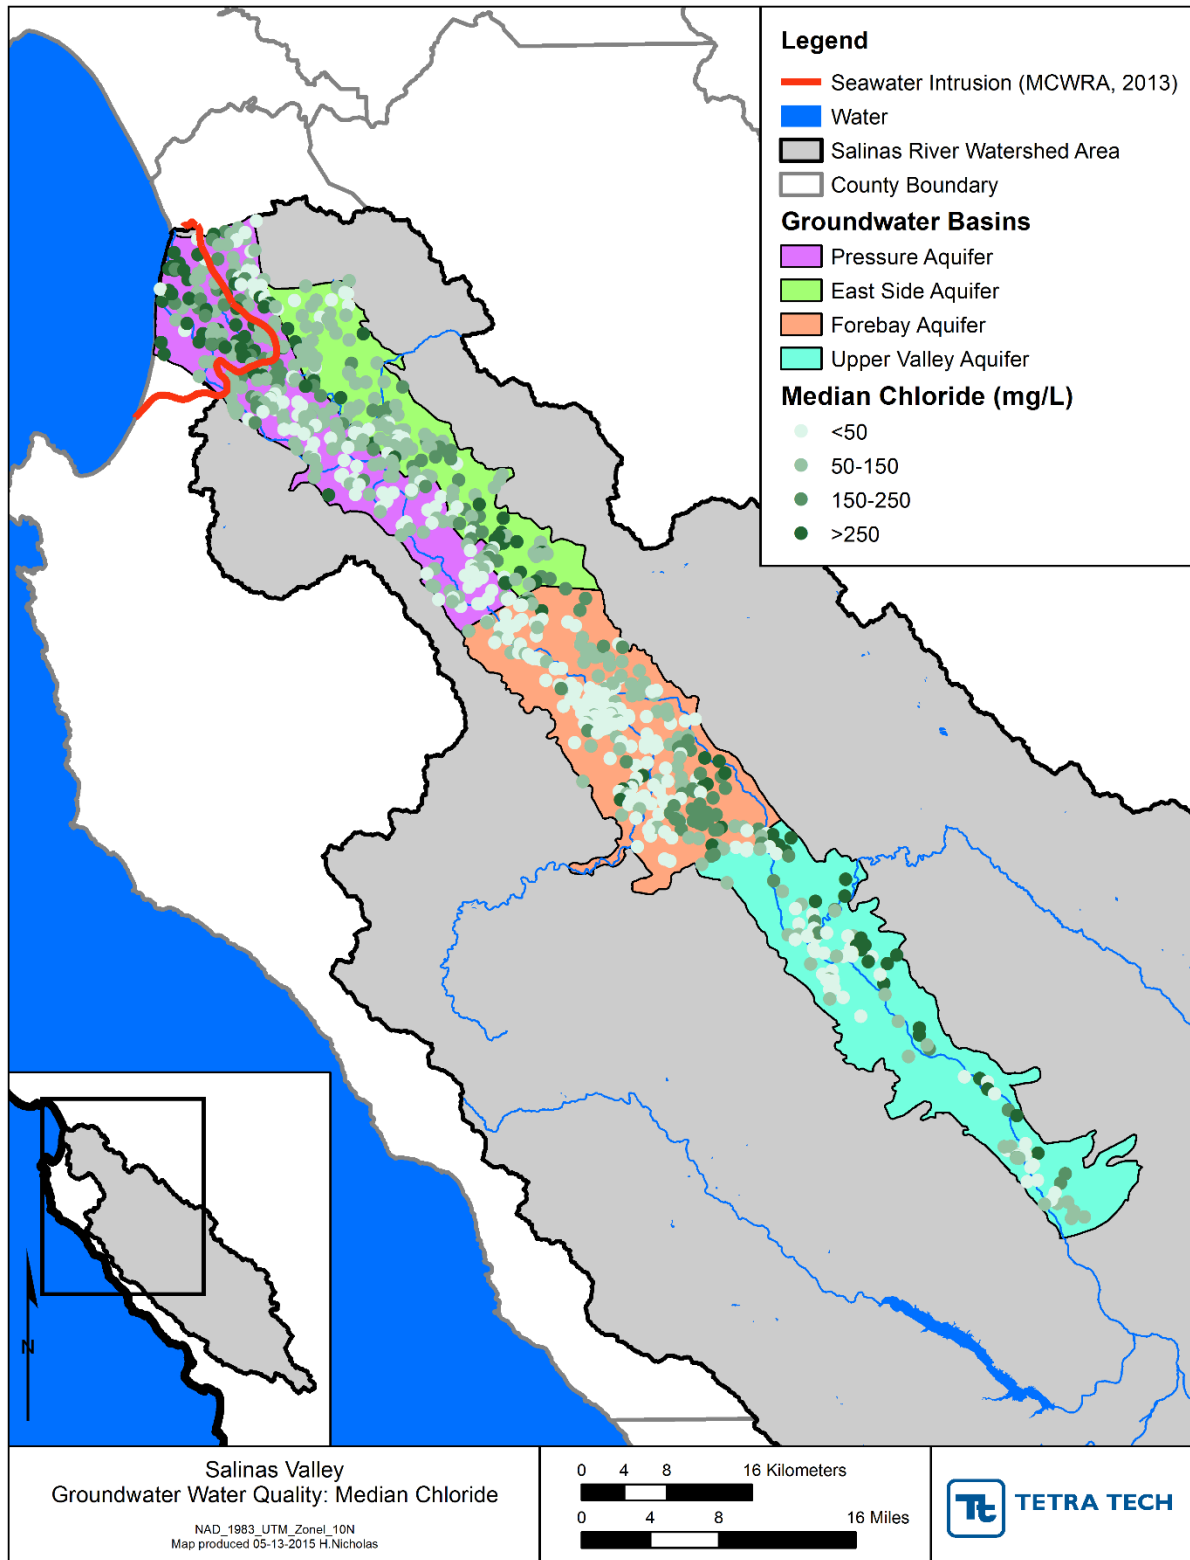 Legend
Seawater Intrusion (MCWRA, 2013)
Water
Salinas River Watershed Area
County Boundary
Groundwater Basins
Pressure Aquifer
East Side Aquifer
Forebay Aquifer
Upper Valley Aquifer
Median Chloride (mg/L)
<50
50-150
150-250
>250
N
Salinas Valley
Groundwater Water Quality: Median Chloride
NAD_1983_UTM_Zonel_10N
Map produced 05-13-2015 H.Nicholas
0 4 8 16 Kilometers
0 4 8 16 Miles
Tt TETRA TECH